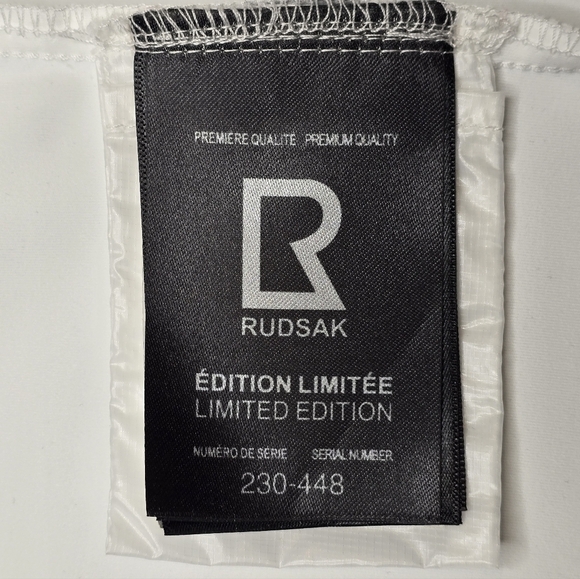 PREMIÈRE QUALITÉ PREMIUM QUALITY
R
RUDSAK
ÉDITION LIMITÉE
LIMITED EDITION
NUMÉRO DE SÉRIE SERIAL NUMBER
230-448